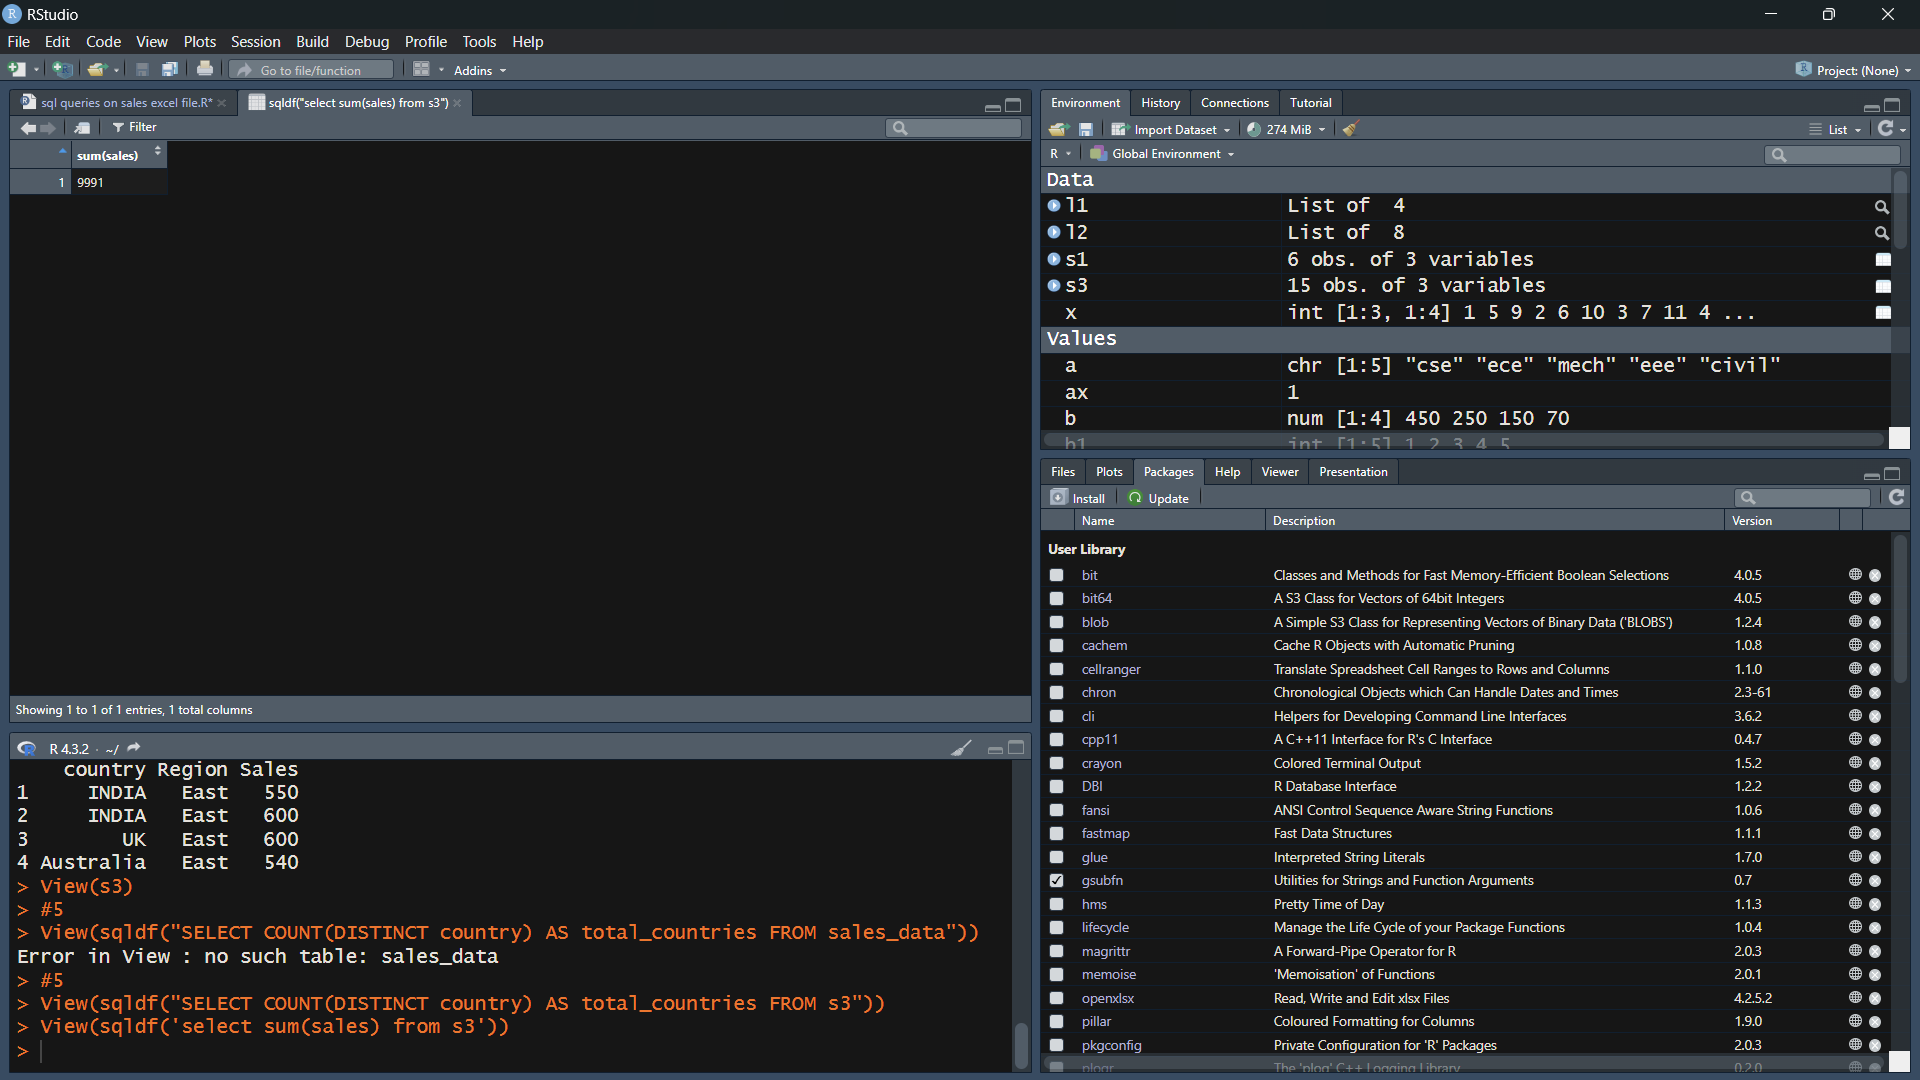 RStudio
File Edit Code View Plots Session Build Debug Profile Tools Help
Go to file/function Addins Project: (None)
sql queries on sales excel file.R* sqldf("select sum(sales) from s3")
Filter
sum(sales)
1 9991
Showing 1 to 1 of 1 entries, 1 total columns
R 4.3.2 · ~/
country Region Sales
1 INDIA East 550
2 INDIA East 600
3 UK East 600
4 Australia East 540
> View(s3)
> #5
> View(sqldf("SELECT COUNT(DISTINCT country) AS total_countries FROM sales_data"))
Error in View : no such table: sales_data
> #5
> View(sqldf("SELECT COUNT(DISTINCT country) AS total_countries FROM s3"))
> View(sqldf('select sum(sales) from s3'))
>
Environment History Connections Tutorial
Import Dataset 274 MiB List
R Global Environment
Data
l1 List of 4
l2 List of 8
s1 6 obs. of 3 variables
s3 15 obs. of 3 variables
x int [1:3, 1:4] 1 5 9 2 6 10 3 7 11 4 ...
Values
a chr [1:5] "cse" "ece" "mech" "eee" "civil"
ax 1
b num [1:4] 450 250 150 70
b1 int [1:5] 1 2 3 4 5
Files Plots Packages Help Viewer Presentation
Install Update
Name Description Version
User Library
bit Classes and Methods for Fast Memory-Efficient Boolean Selections 4.0.5
bit64 A S3 Class for Vectors of 64bit Integers 4.0.5
blob A Simple S3 Class for Representing Vectors of Binary Data ('BLOBS') 1.2.4
cachem Cache R Objects with Automatic Pruning 1.0.8
cellranger Translate Spreadsheet Cell Ranges to Rows and Columns 1.1.0
chron Chronological Objects which Can Handle Dates and Times 2.3-61
cli Helpers for Developing Command Line Interfaces 3.6.2
cpp11 A C++11 Interface for R's C Interface 0.4.7
crayon Colored Terminal Output 1.5.2
DBI R Database Interface 1.2.2
fansi ANSI Control Sequence Aware String Functions 1.0.6
fastmap Fast Data Structures 1.1.1
glue Interpreted String Literals 1.7.0
gsubfn Utilities for Strings and Function Arguments 0.7
hms Pretty Time of Day 1.1.3
lifecycle Manage the Life Cycle of your Package Functions 1.0.4
magrittr A Forward-Pipe Operator for R 2.0.3
memoise 'Memoisation' of Functions 2.0.1
openxlsx Read, Write and Edit xlsx Files 4.2.5.2
pillar Coloured Formatting for Columns 1.9.0
pkgconfig Private Configuration for 'R' Packages 2.0.3
plogr The 'plog' C++ Logging Library 0.2.0